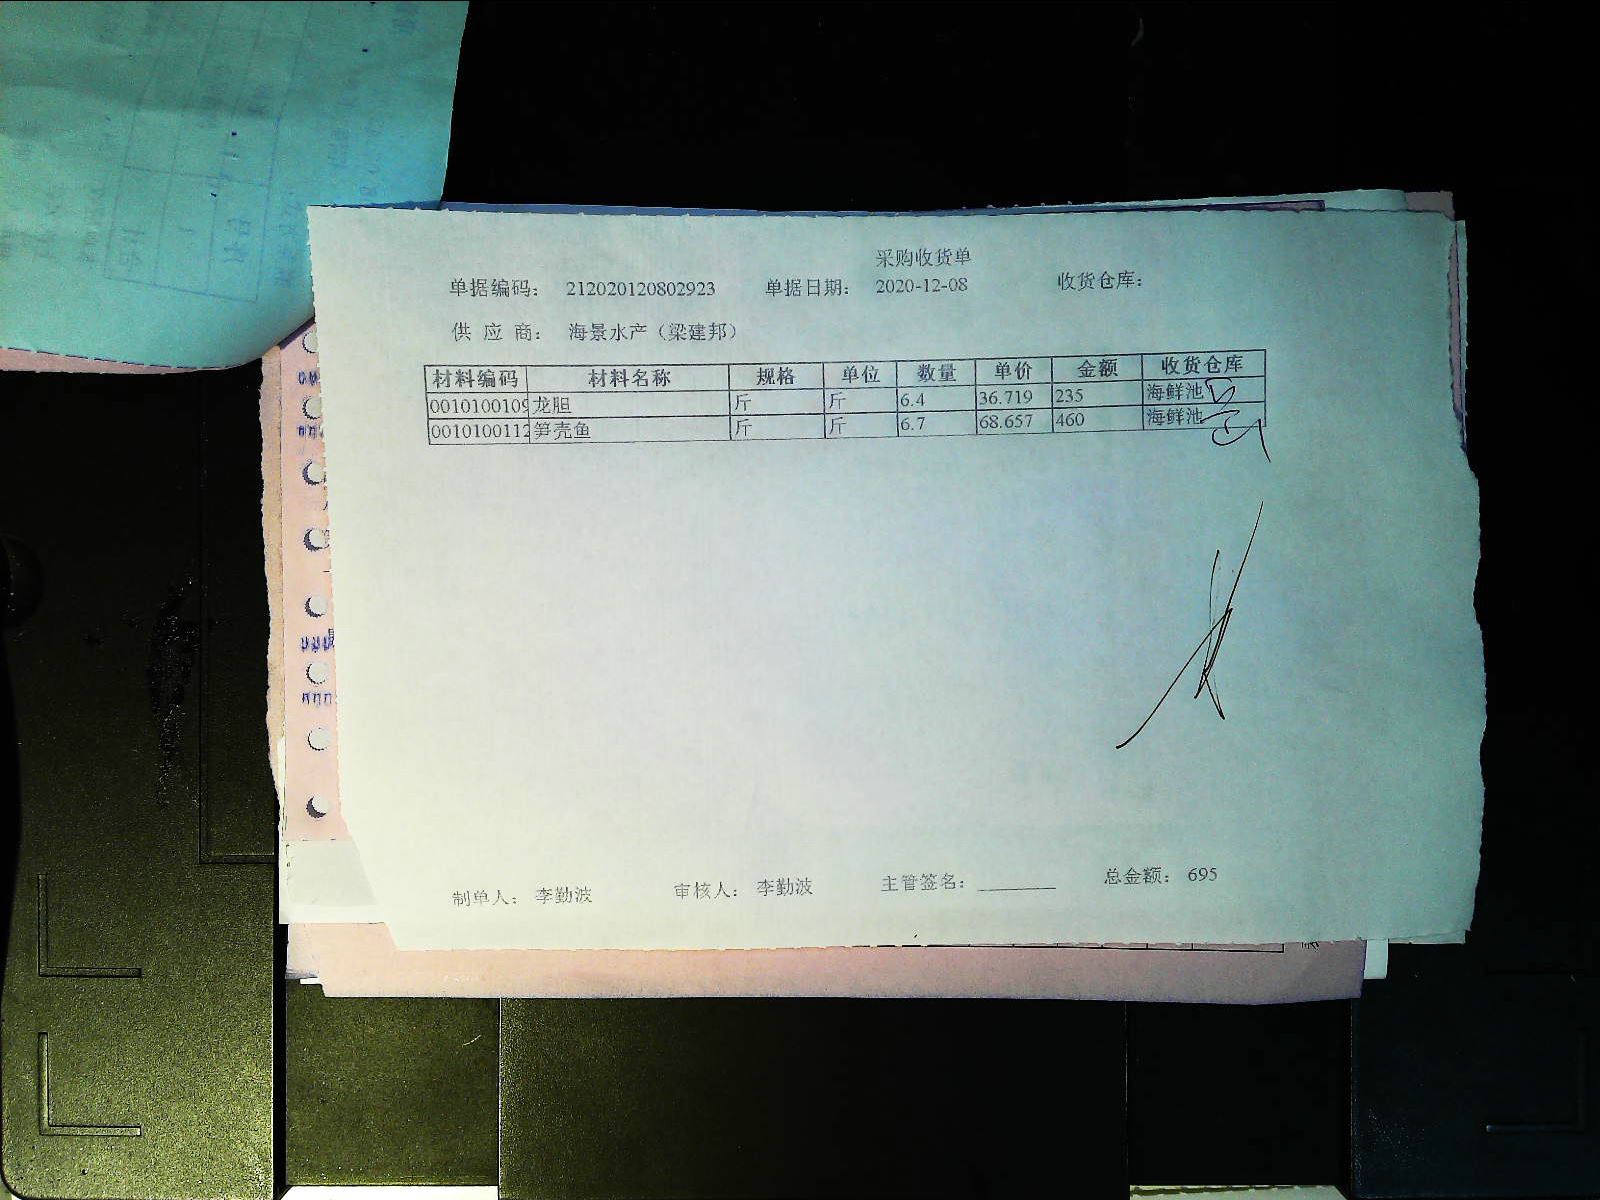 采购收货单
单据编码： 212020120802923 单据日期： 2020-12-08 收货仓库：
供 应 商： 海景水产（梁建邦）
材料编码 材料名称 规格 单位 数量 单价 金额 收货仓库
0010100109 龙胆 斤 斤 6.4 36.719 235 海鲜池
0010100112 笋壳鱼 斤 斤 6.7 68.657 460 海鲜池
制单人： 李勤波 审核人： 李勤波 主管签名： 总金额： 695